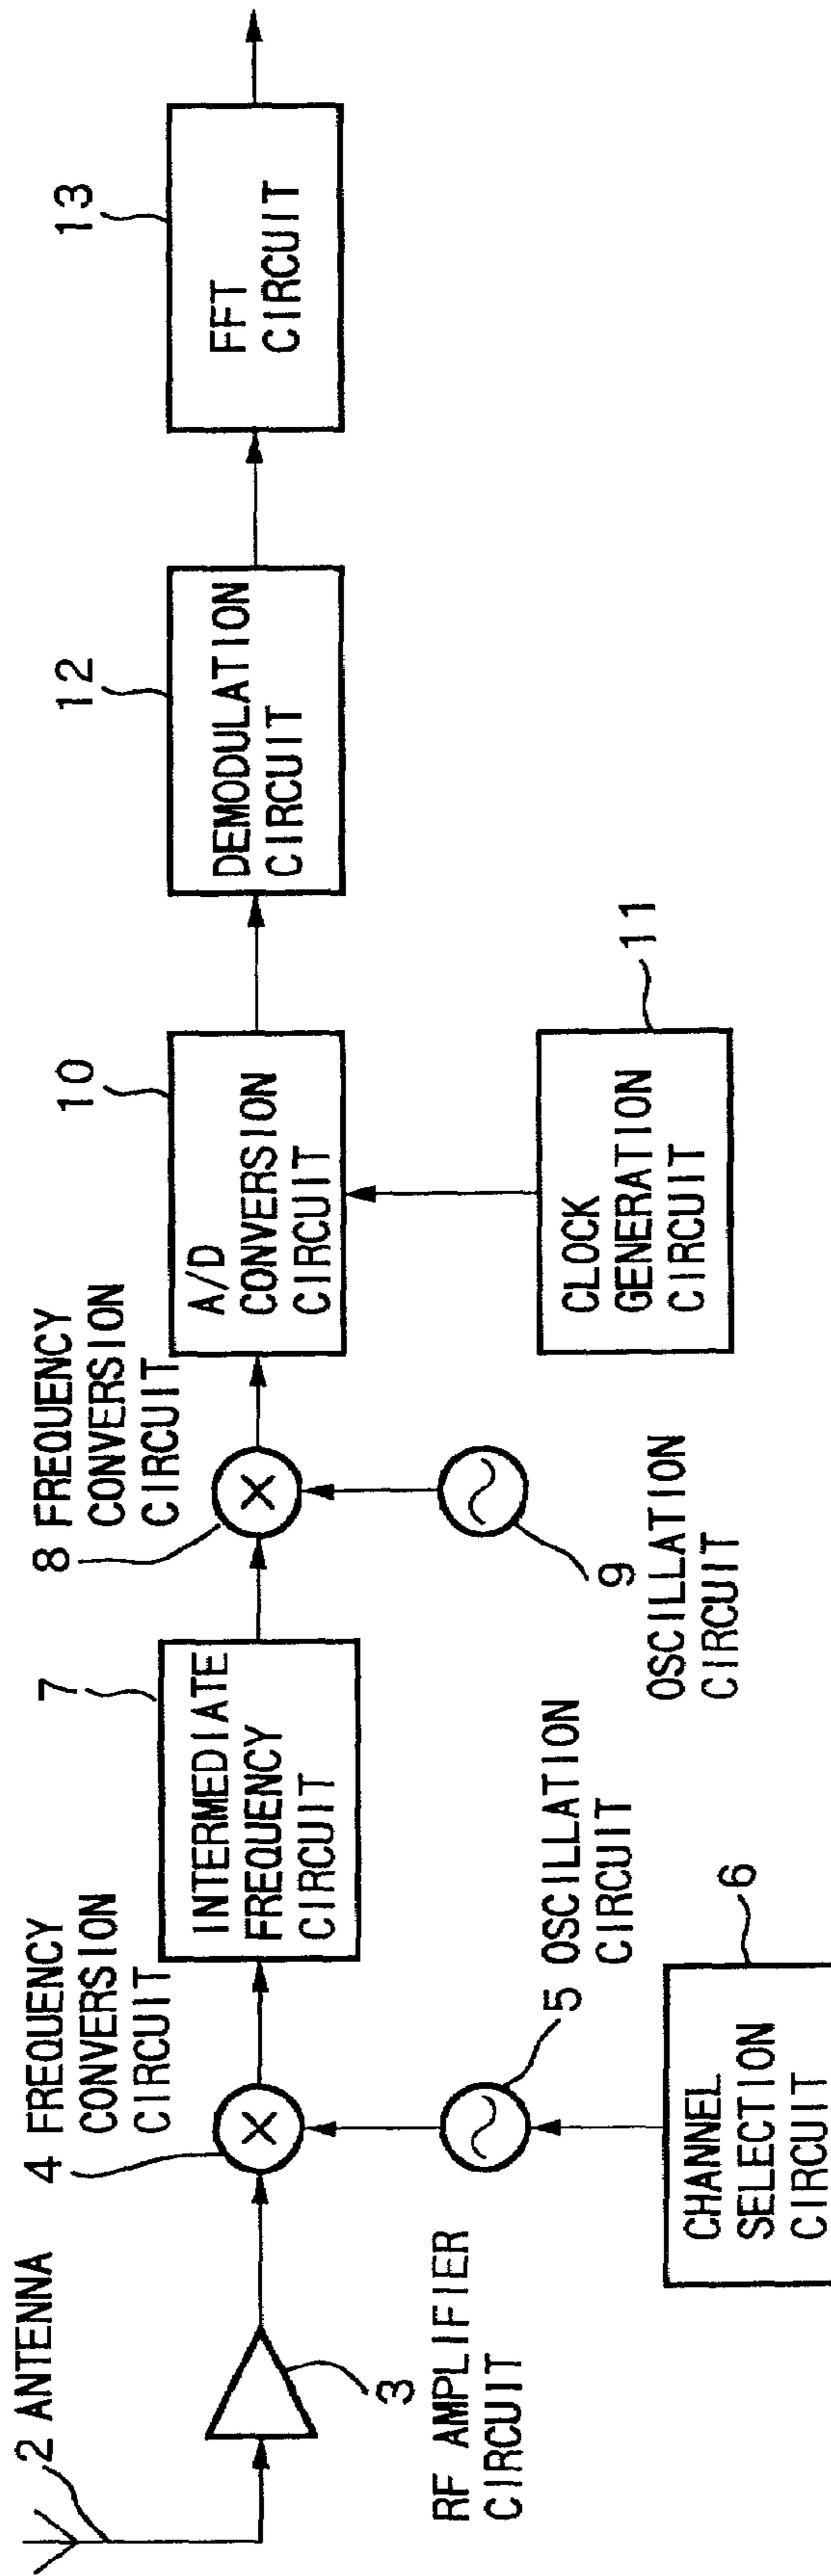 2 ANTENNA
3
RF AMPLIFIER
CIRCUIT
4 FREQUENCY
CONVERSION
CIRCUIT
5 OSCILLATION
CIRCUIT
6
CHANNEL
SELECTION
CIRCUIT
7
INTERMEDIATE
FREQUENCY
CIRCUIT
8 FREQUENCY
CONVERSION
CIRCUIT
9
OSCILLATION
CIRCUIT
10
A/D
CONVERSION
CIRCUIT
11
CLOCK
GENERATION
CIRCUIT
12
DEMODULATION
CIRCUIT
13
FFT
CIRCUIT